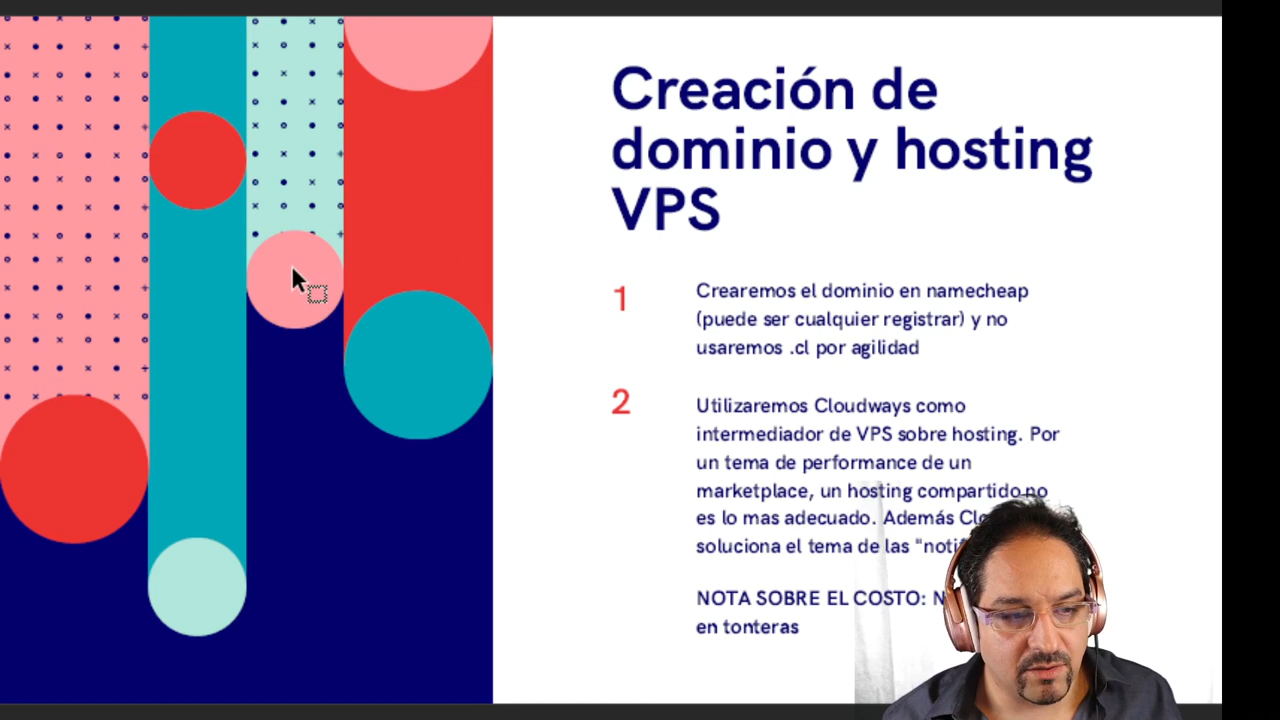 Creación de
dominio y hosting
VPS
1
Crearemos el dominio en namecheap
(puede ser cualquier registrar) y no
usaremos .cl por agilidad
2
Utilizaremos Cloudways como
intermediador de VPS sobre hosting. Por
un tema de performance de un
marketplace, un hosting compartido no
es lo mas adecuado. Además
soluciona el tema de las
NOTA SOBRE EL COSTO:
en tonteras